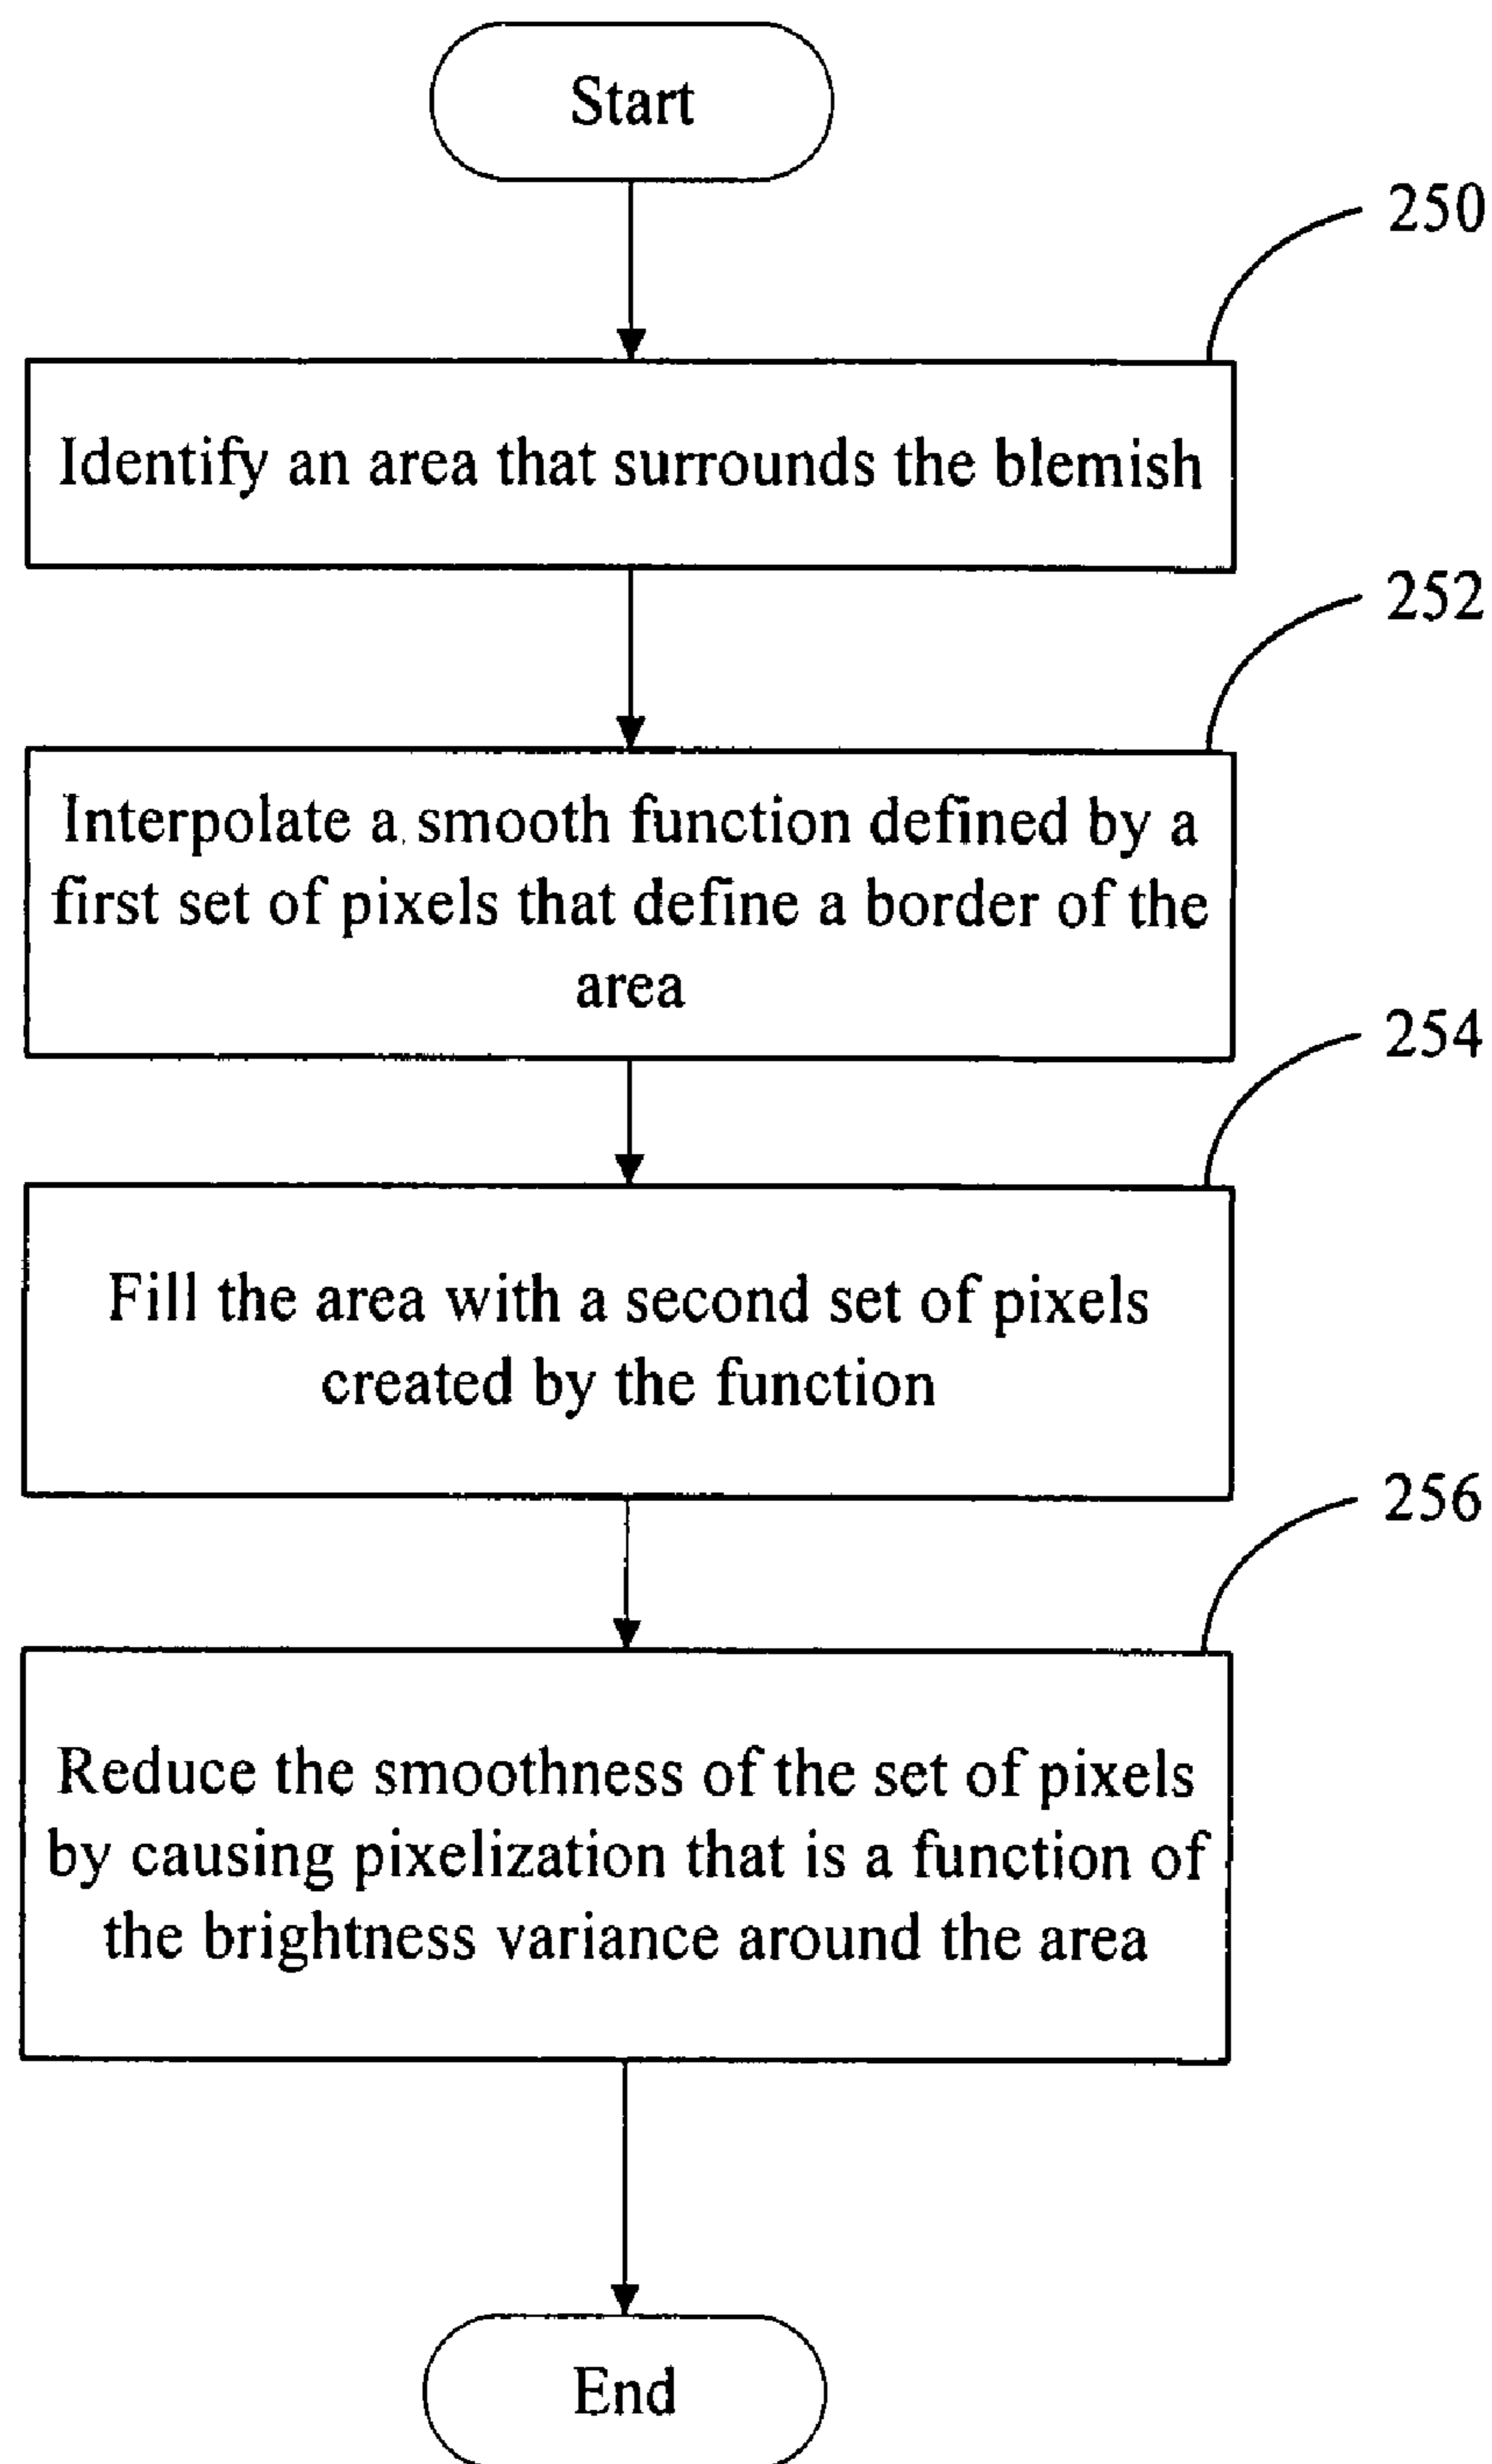 Start
250
Identify an area that surrounds the blemish
252
Interpolate a smooth function defined by a
first set of pixels that define a border of the
area
254
Fill the area with a second set of pixels
created by the function
256
Reduce the smoothness of the set of pixels
by causing pixelization that is a function of
the brightness variance around the area
End